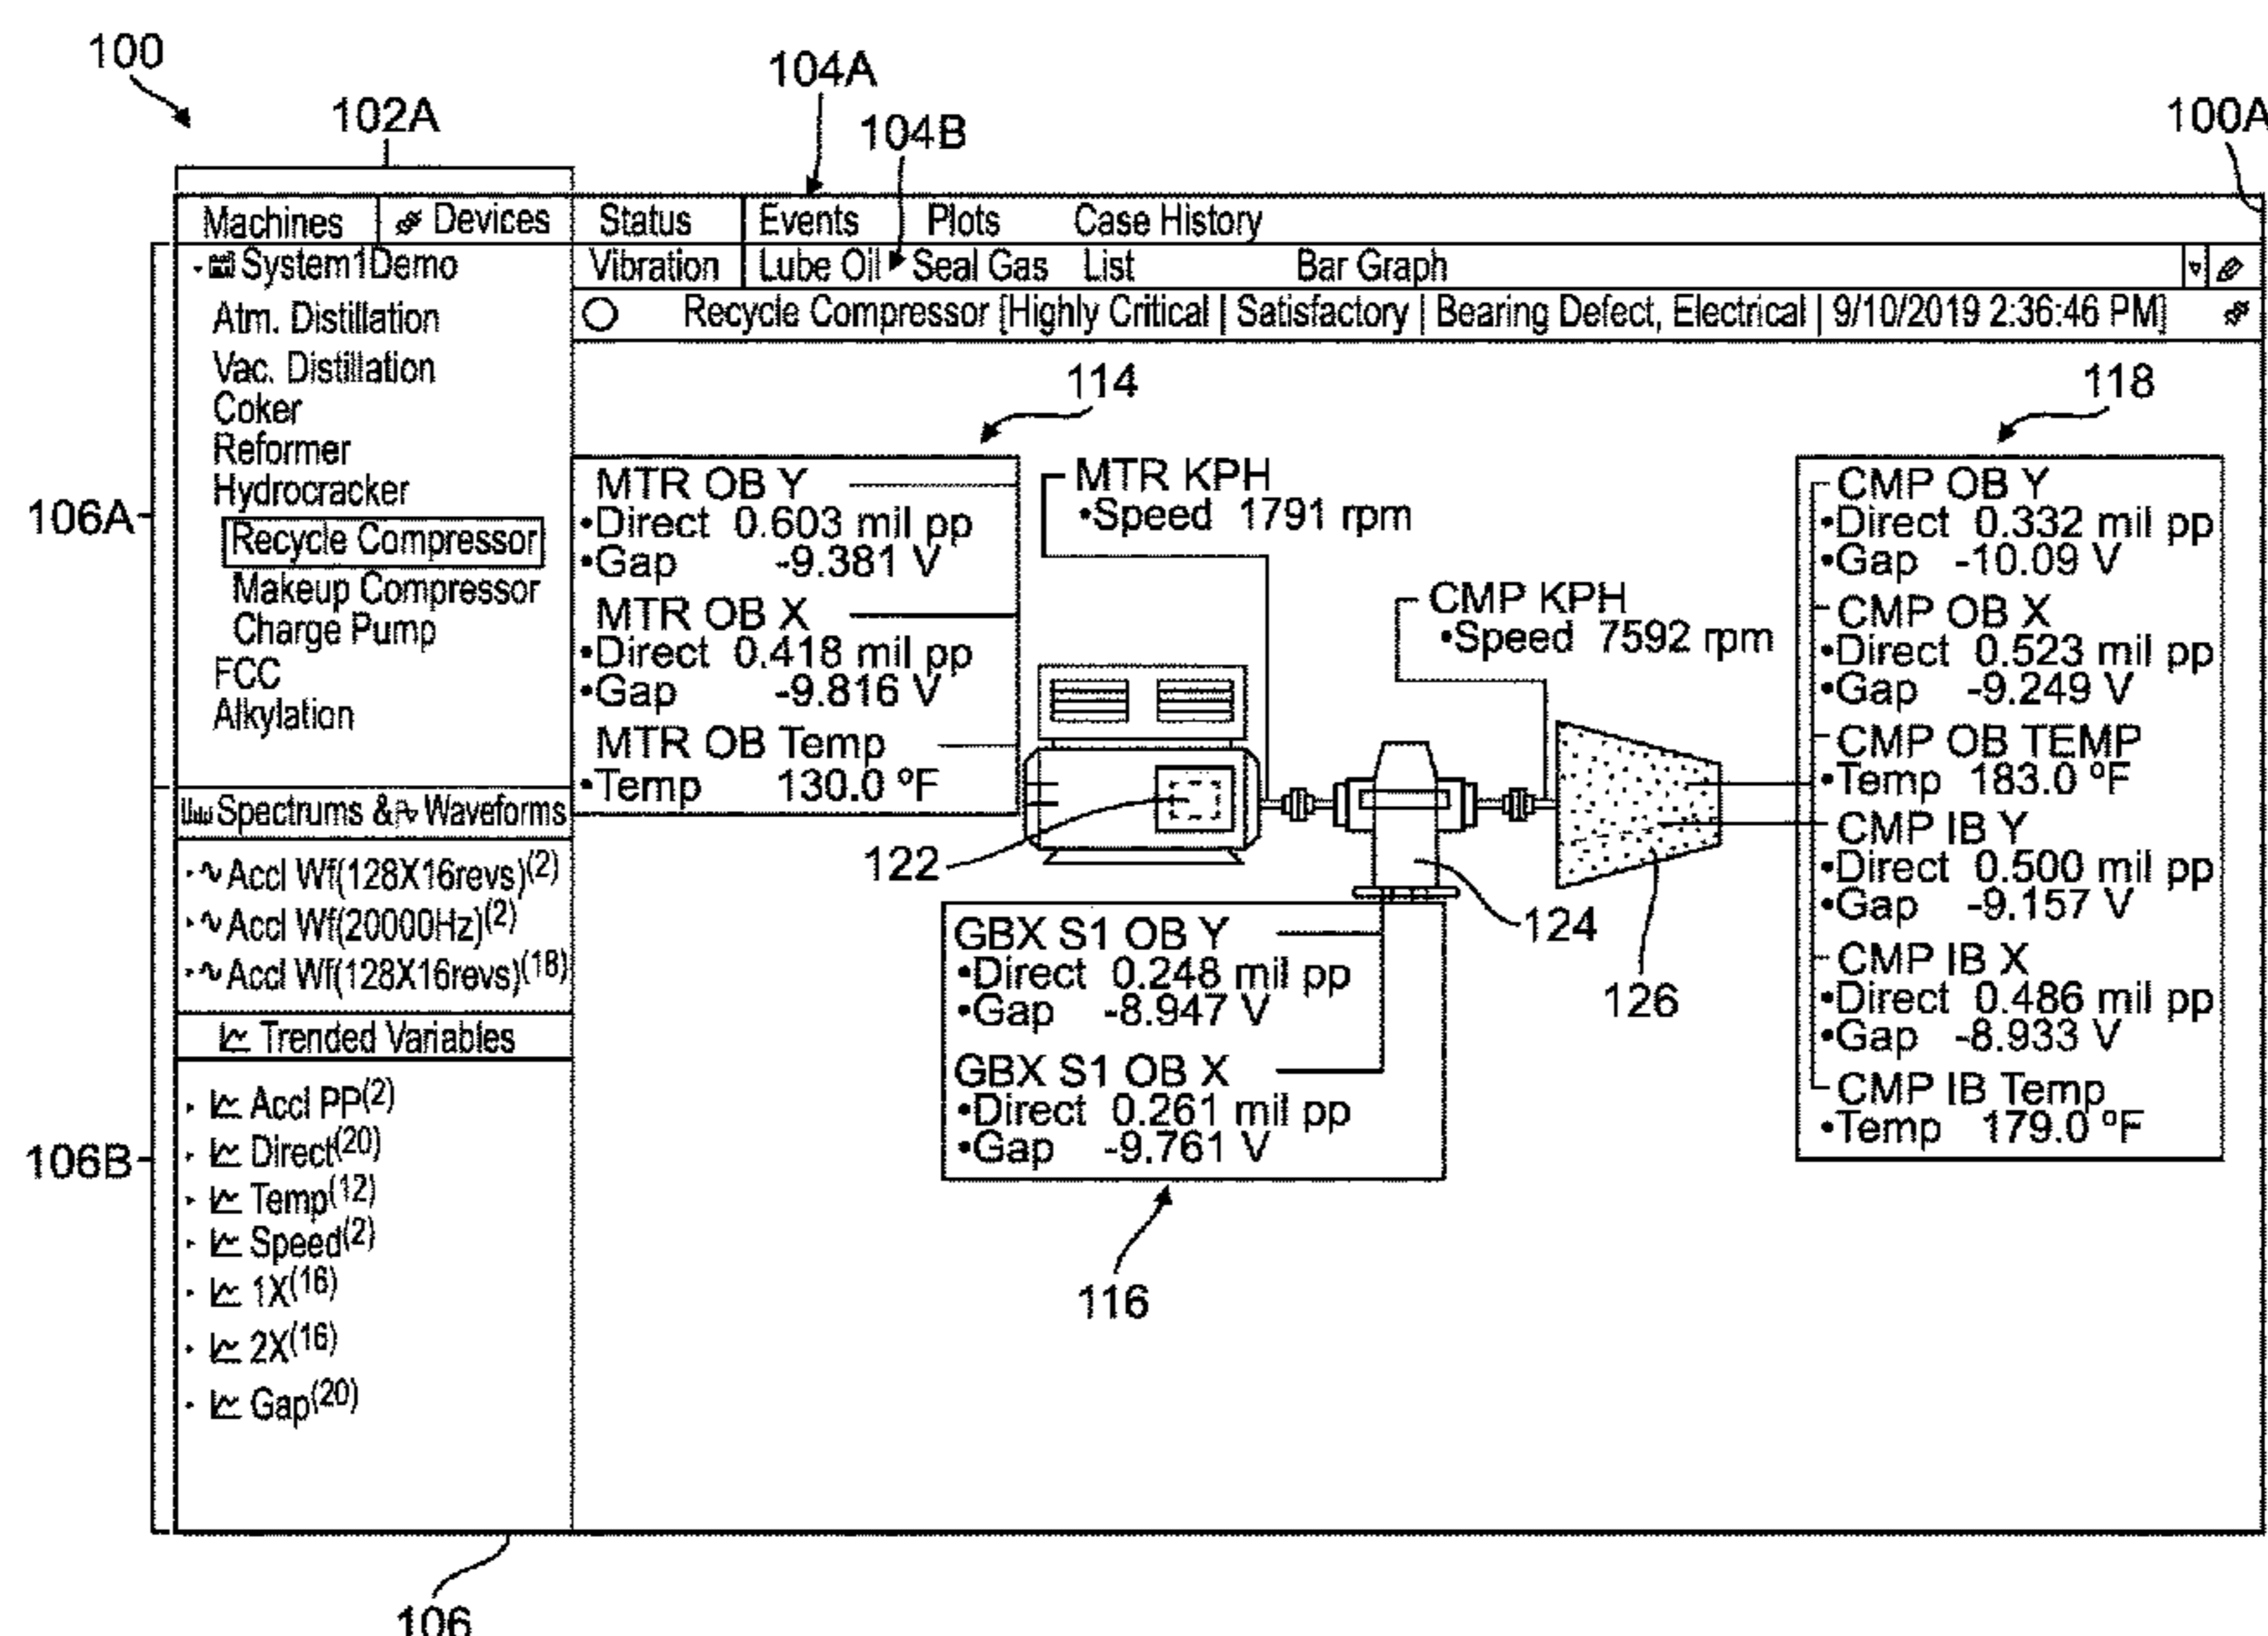 100
102A
104A
104B
100A
Machines Devices Status Events Plots Case History
System1Demo Vibration Lube Oil Seal Gas List Bar Graph
Recycle Compressor [Highly Critical | Satisfactory | Bearing Defect, Electrical | 9/10/2019 2:36:46 PM]
Atm. Distillation
Vac. Distillation
Coker
Reformer
Hydrocracker
Recycle Compressor
Makeup Compressor
Charge Pump
FCC
Alkylation
106A
Spectrums & Waveforms
Accl Wf(128X16revs)(2)
Accl Wf(20000Hz)(2)
Accl Wf(128X16revs)(18)
Trended Variables
Accl PP(2)
Direct(20)
Temp(12)
Speed(2)
1X(16)
2X(16)
Gap(20)
106B
106
114
MTR OB Y
•Direct 0.603 mil pp
•Gap -9.381 V
MTR OB X
•Direct 0.418 mil pp
•Gap -9.816 V
MTR OB Temp
•Temp 130.0 ºF
MTR KPH
•Speed 1791 rpm
CMP KPH
•Speed 7592 rpm
122
124
126
GBX S1 OB Y
•Direct 0.248 mil pp
•Gap -8.947 V
GBX S1 OB X
•Direct 0.261 mil pp
•Gap -9.761 V
116
118
CMP OB Y
•Direct 0.332 mil pp
•Gap -10.09 V
CMP OB X
•Direct 0.523 mil pp
•Gap -9.249 V
CMP OB TEMP
•Temp 183.0 ºF
CMP IB Y
•Direct 0.500 mil pp
•Gap -9.157 V
CMP IB X
•Direct 0.486 mil pp
•Gap -8.933 V
CMP IB Temp
•Temp 179.0 ºF